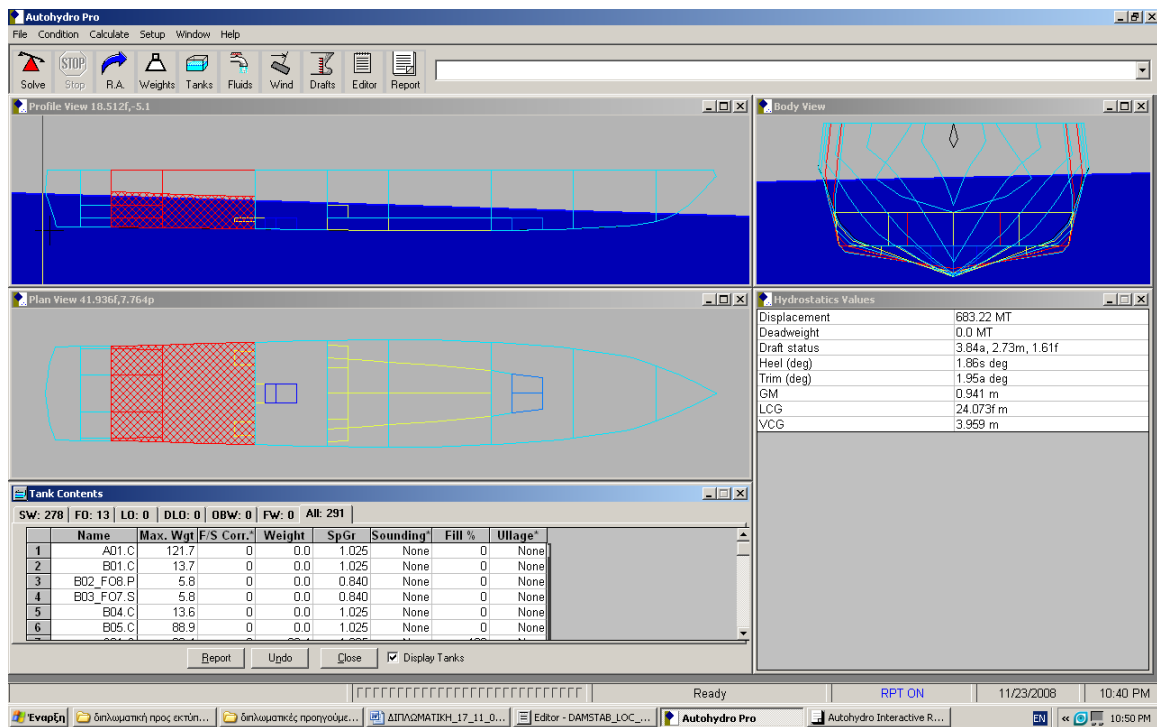 Autohydro Pro
File Condition Calculate Setup Window Help
Solve Stop R.A. Weights Tanks Fluids Wind Drafts Editor Report
Profile View 18.512f,-5.1
Body View
Plan View 41.936f,7.764p
Hydrostatics Values
Displacement 683.22 MT
Deadweight 0.0 MT
Draft status 3.84a, 2.73m, 1.61f
Heel (deg) 1.86s deg
Trim (deg) 1.95a deg
GM 0.941 m
LCG 24.073f m
VCG 3.959 m
Tank Contents
SW: 278 FO: 13 LO: 0 DLO: 0 OBW: 0 FW: 0 All: 291
Name Max. Wgt F/S Corr.* Weight SpGr Sounding* Fill % Ullage*
1 A01.C 121.7 0 0.0 1.025 None 0 None
2 B01.C 13.7 0 0.0 1.025 None 0 None
3 B02_FO8.P 5.8 0 0.0 0.840 None 0 None
4 B03_FO7.S 5.8 0 0.0 0.840 None 0 None
5 B04.C 13.6 0 0.0 1.025 None 0 None
6 B05.C 88.9 0 0.0 1.025 None 0 None
Report Undo Close Display Tanks
Ready RPT ON 11/23/2008 10:40 PM
Έναρξη διπλωματική προς εκτύπ... διπλωματικές προηγούμε... ΔΙΠΛΩΜΑΤΙΚΗ_17_11_0... Editor - DAMSTAB_LOC_... Autohydro Pro Autohydro Interactive R... EN « 10:50 PM